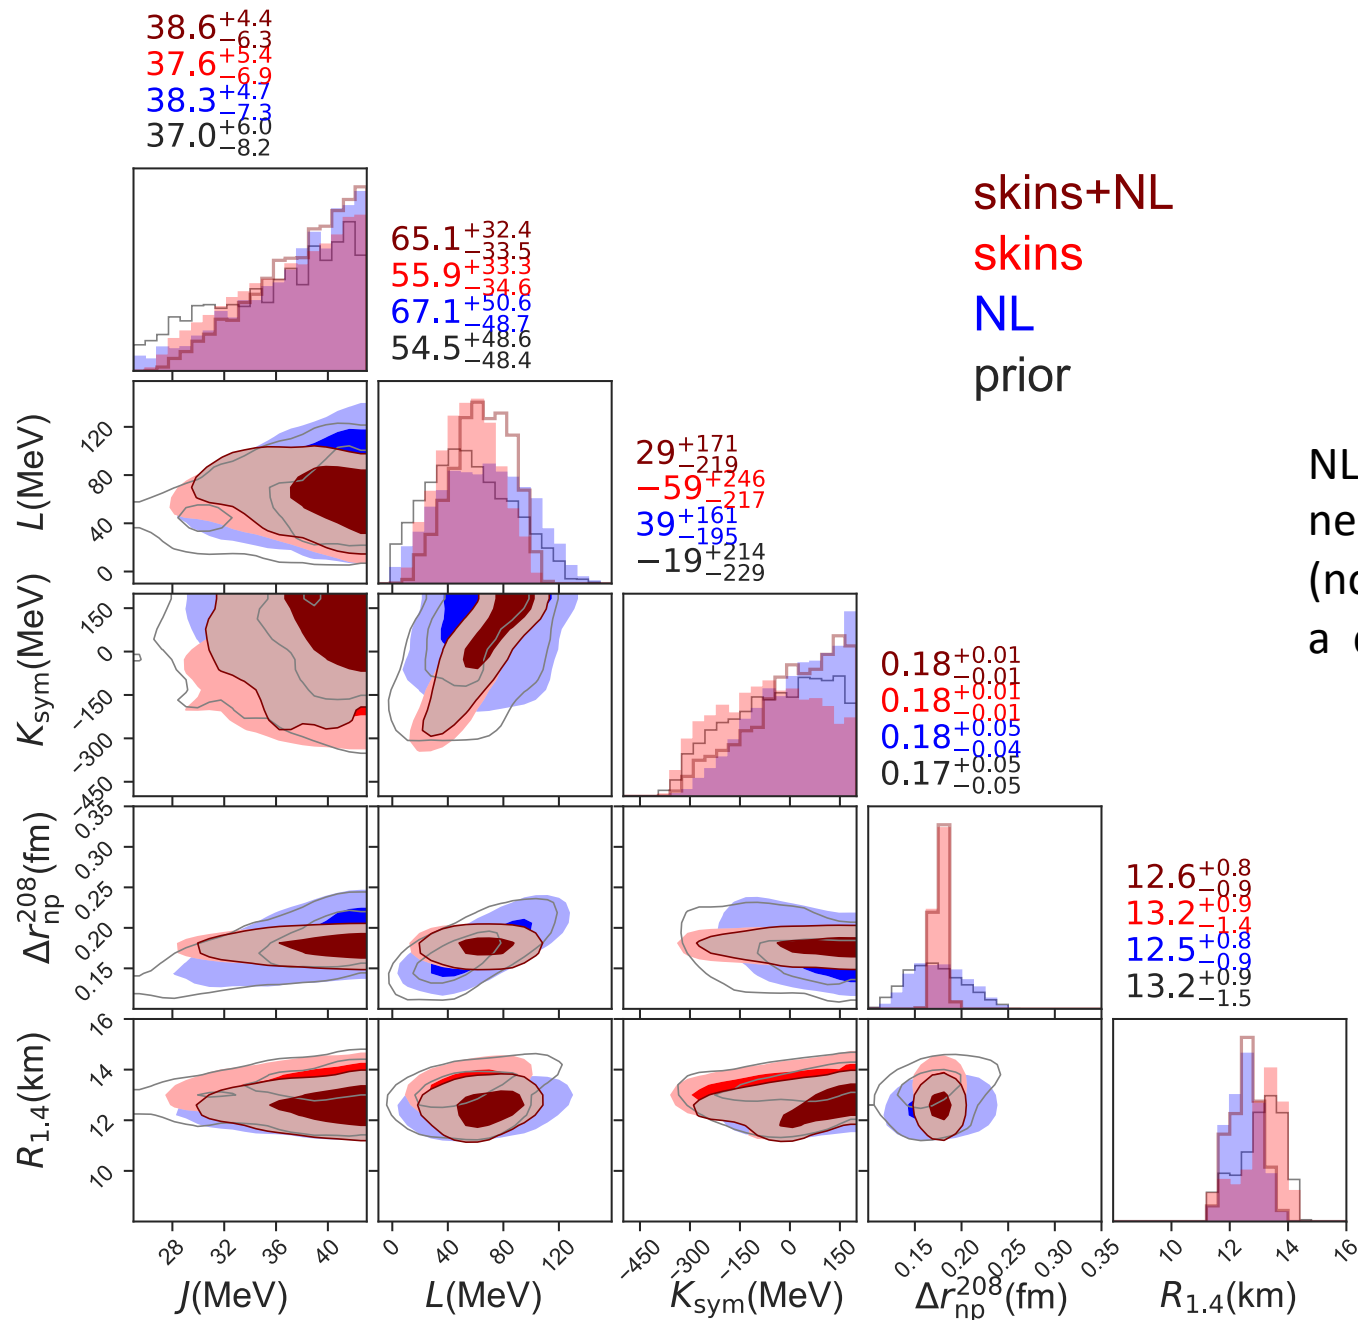 38.6 +4.4 −6.3
37.6 +5.4 −6.9
38.3 +4.7 −7.3
37.0 +6.0 −8.2
65.1 +32.4 −33.5
55.9 +33.3 −34.6
67.1 +50.6 −48.7
54.5 +48.6 −48.4
skins+NL
skins
NL
prior
29 +171 −219
−59 +246 −217
39 +161 −195
−19 +214 −229
NL
ne
(no
a
0.18 +0.01 −0.01
0.18 +0.01 −0.01
0.18 +0.05 −0.04
0.17 +0.05 −0.05
12.6 +0.8 −0.9
13.2 +0.9 −1.4
12.5 +0.8 −0.9
13.2 +0.9 −1.5
L(MeV)
120
80
40
0
Ksym(MeV)
150
0
−150
−300
−450
Δr208np(fm)
0.35
0.30
0.25
0.20
0.15
R1.4(km)
16
14
12
10
28 32 36 40
0 40 80 120
−450 −300 −150 0 150
0.15 0.20 0.25 0.30 0.35
10 12 14 16
J(MeV)
L(MeV)
Ksym(MeV)
Δr208np(fm)
R1.4(km)